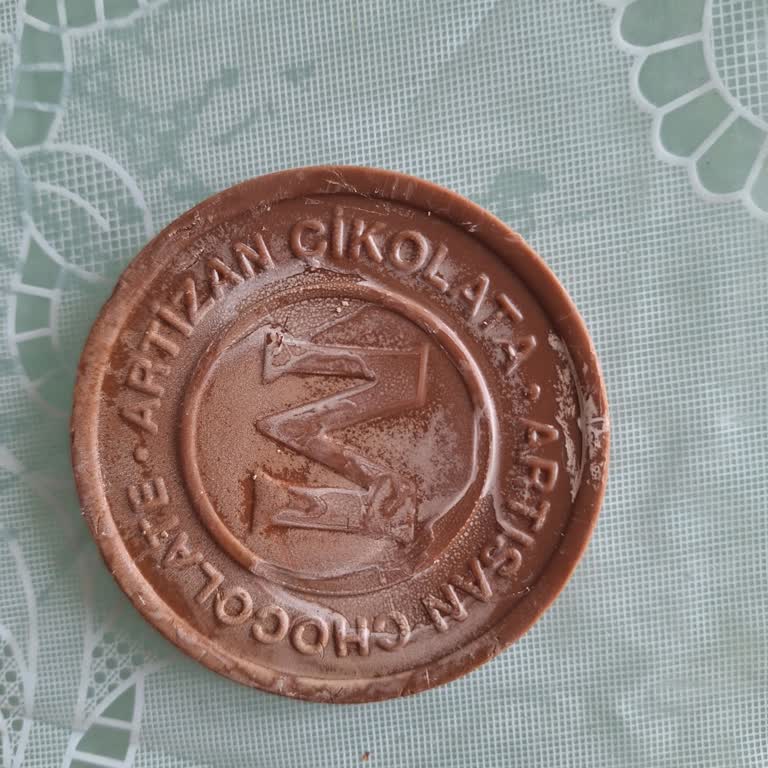 ARTİZAN ÇİKOLATA · ARTISAN CHOCOLATE ·
M